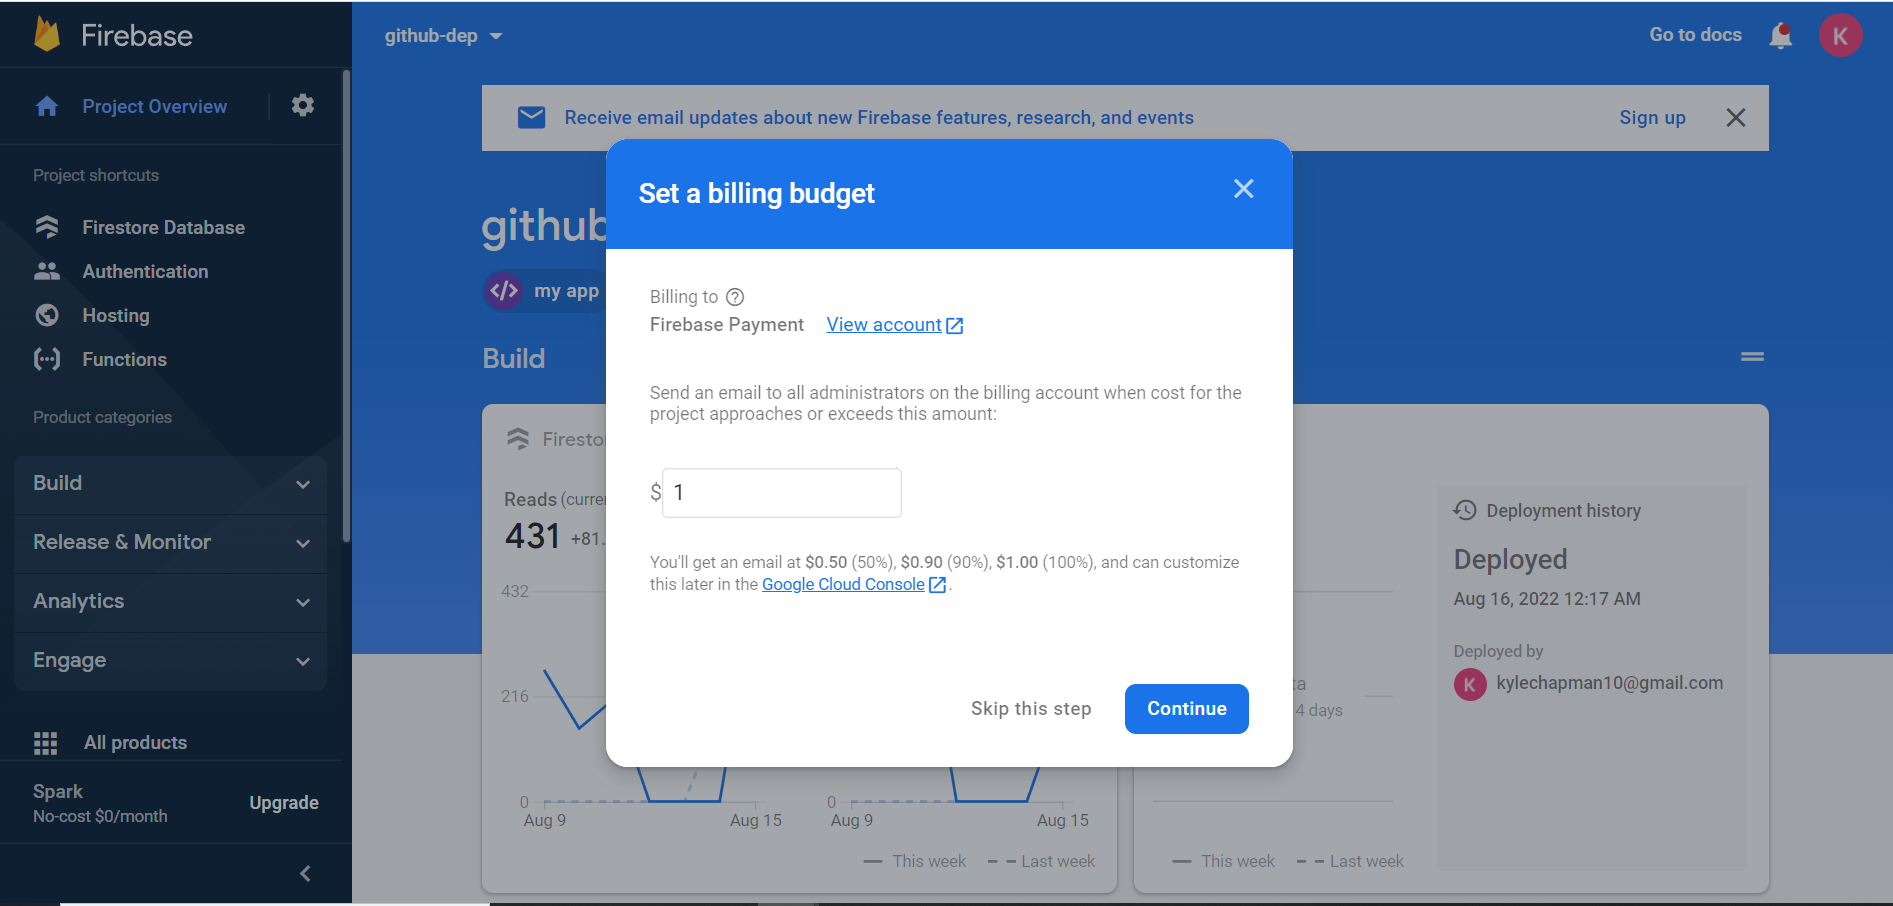 Firebase
github-dep
Go to docs
K
Project Overview
Receive email updates about new Firebase features, research, and events
Sign up
Project shortcuts
Firestore Database
Authentication
Hosting
Functions
Product categories
Build
Release & Monitor
Analytics
Engage
All products
Spark
No-cost $0/month
Upgrade
github
my app
Build
Set a billing budget
Billing to
Firebase Payment View account
Send an email to all administrators on the billing account when cost for the
project approaches or exceeds this amount:
$ 1
You'll get an email at $0.50 (50%), $0.90 (90%), $1.00 (100%), and can customize
this later in the Google Cloud Console.
Skip this step
Continue
Firesto
Reads (curre
431 +81.
432
216
0
Aug 9
Aug 15
0
Aug 9
Aug 15
This week
Last week
ta
4 days
This week
Last week
Deployment history
Deployed
Aug 16, 2022 12:17 AM
Deployed by
K
kylechapman10@gmail.com